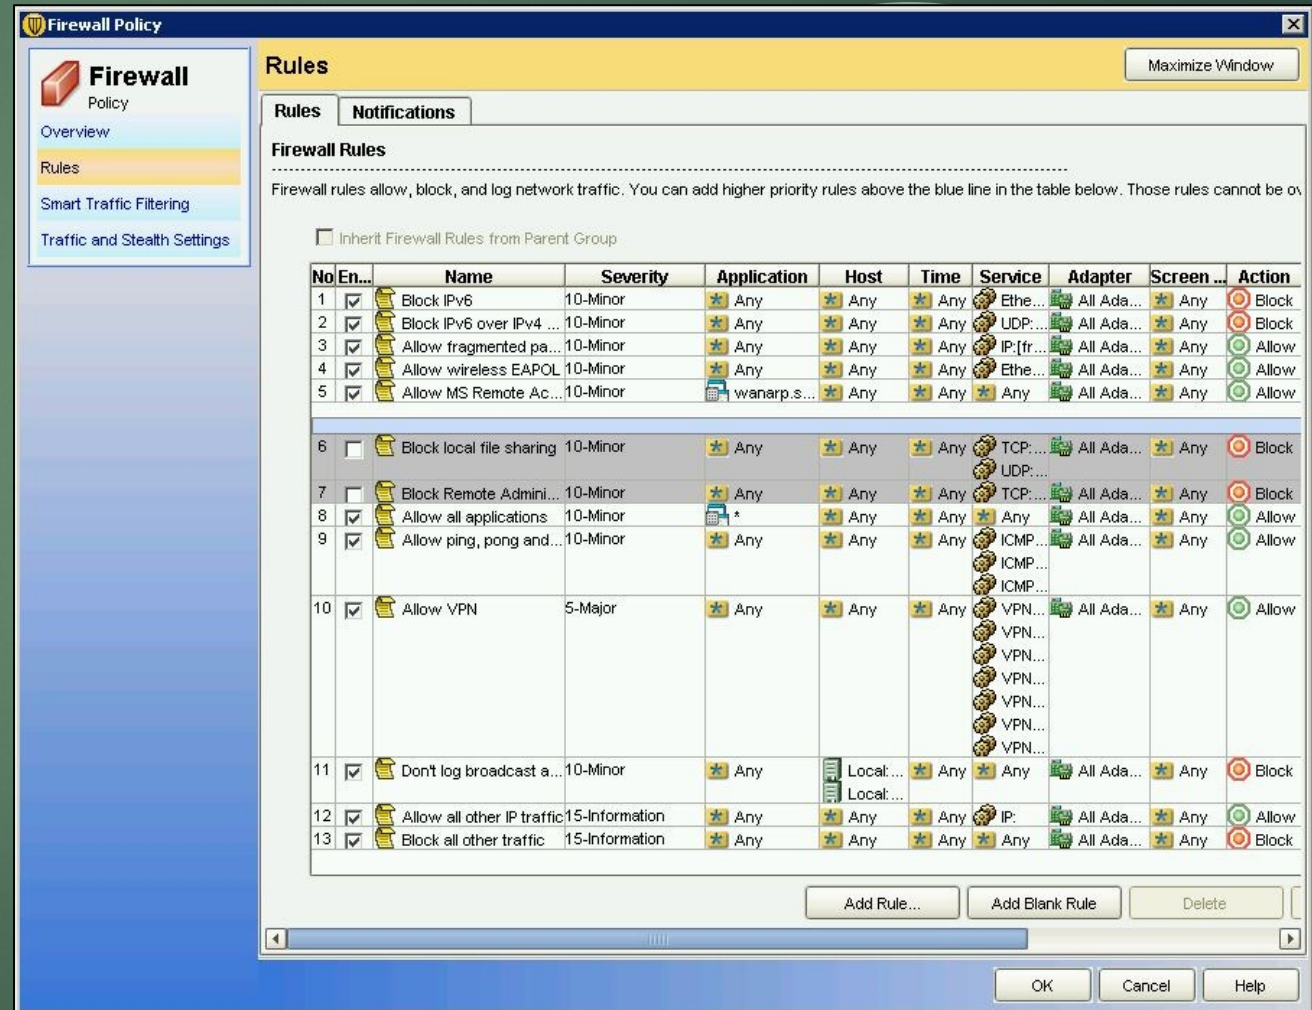 Firewall Policy
Firewall
Policy
Overview
Rules
Smart Traffic Filtering
Traffic and Stealth Settings
Rules
Maximize Window
Rules Notifications
Firewall Rules
Firewall rules allow, block, and log network traffic. You can add higher priority rules above the blue line in the table below. Those rules cannot be ov
Inherit Firewall Rules from Parent Group
No En... Name Severity Application Host Time Service Adapter Screen ... Action
1 Block IPv6 10-Minor Any Any Any Ethe... All Ada... Any Block
2 Block IPv6 over IPv4 ... 10-Minor Any Any Any UDP:... All Ada... Any Block
3 Allow fragmented pa... 10-Minor Any Any Any IP:[fr... All Ada... Any Allow
4 Allow wireless EAPOL 10-Minor Any Any Any Ethe... All Ada... Any Allow
5 Allow MS Remote Ac... 10-Minor wanarp.s... Any Any Any All Ada... Any Allow
6 Block local file sharing 10-Minor Any Any Any TCP:... All Ada... Any Block
UDP:...
7 Block Remote Admini... 10-Minor Any Any Any TCP:... All Ada... Any Block
8 Allow all applications 10-Minor * Any Any Any All Ada... Any Allow
9 Allow ping, pong and... 10-Minor Any Any Any ICMP... All Ada... Any Allow
ICMP...
ICMP...
10 Allow VPN 5-Major Any Any Any VPN... All Ada... Any Allow
VPN...
VPN...
VPN...
VPN...
VPN...
VPN...
11 Don't log broadcast a... 10-Minor Any Local:... Any Any All Ada... Any Block
Local:...
12 Allow all other IP traffic 15-Information Any Any Any IP: All Ada... Any Allow
13 Block all other traffic 15-Information Any Any Any Any All Ada... Any Block
Add Rule... Add Blank Rule Delete
OK Cancel Help